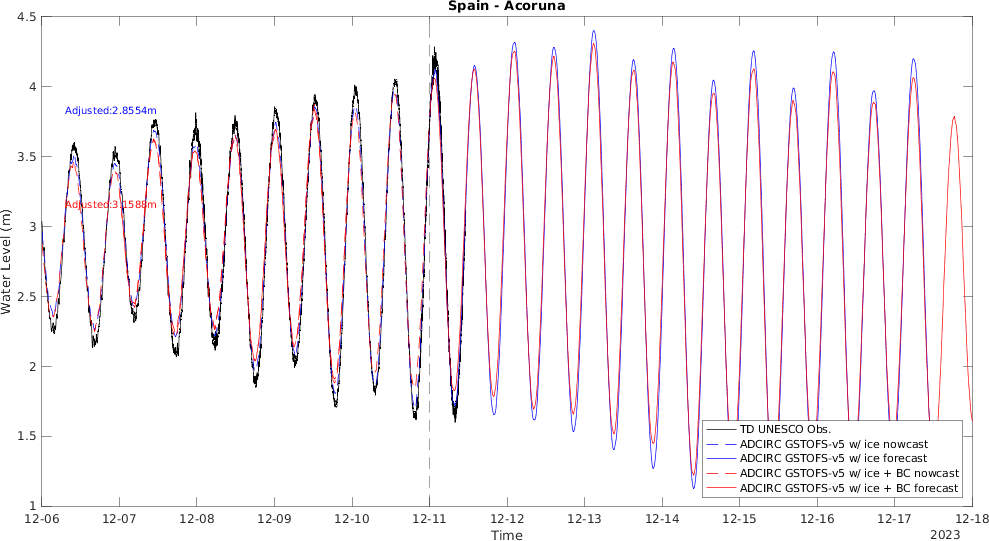 Spain - Acoruna
4.5
4
3.5
3
2.5
2
1.5
1
Water Level (m)
Adjusted:2.8554m
Adjusted:3.1588m
TD UNESCO Obs.
ADCIRC GSTOFS-v5 w/ ice nowcast
ADCIRC GSTOFS-v5 w/ ice forecast
ADCIRC GSTOFS-v5 w/ ice + BC nowcast
ADCIRC GSTOFS-v5 w/ ice + BC forecast
12-06 12-07 12-08 12-09 12-10 12-11 12-12 12-13 12-14 12-15 12-16 12-17 12-18
Time
2023